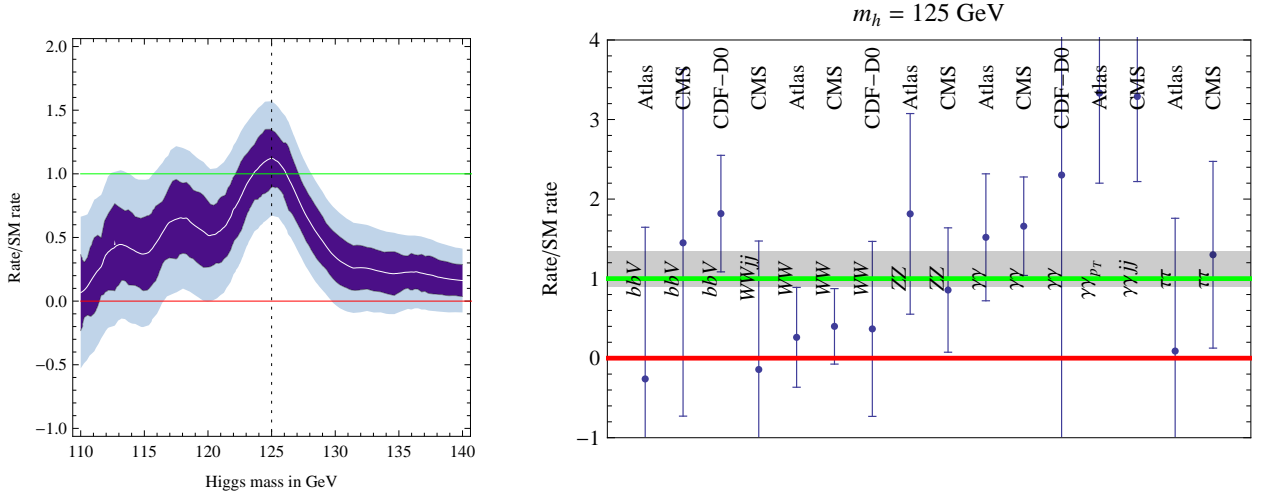 2.0
1.5
1.0
0.5
0.0
−0.5
−1.0
Rate/SM rate
110 115 120 125 130 135 140
Higgs mass in GeV
m_h = 125 GeV
4
3
2
1
0
−1
Rate/SM rate
Atlas
CMS
CDF−D0
CMS
Atlas
CMS
CDF−D0
Atlas
CMS
Atlas
CMS
CDF−D0
Atlas
CMS
Atlas
CMS
bbV
bbV
bbV
WWjj
WW
WW
WW
ZZ
ZZ
γγ
γγ
γγ
γγ p_T
γγjj
ττ
ττ